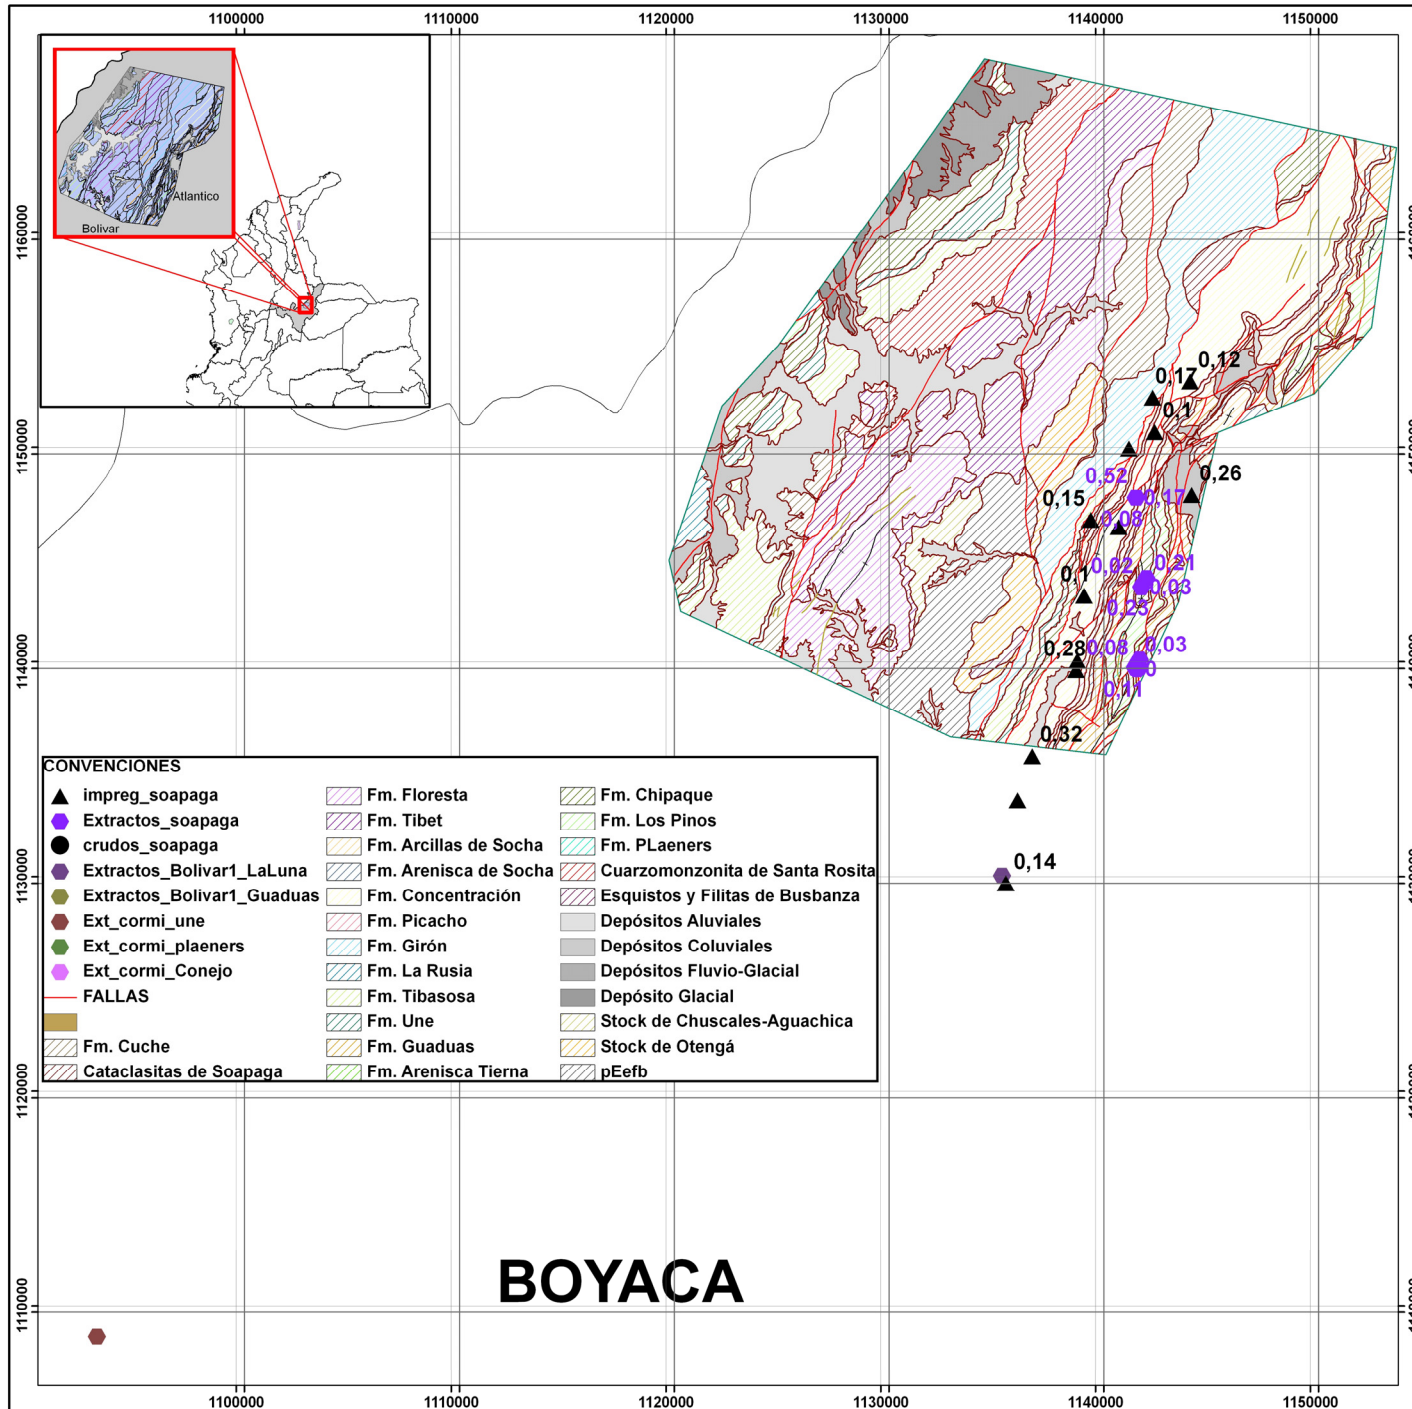 1100000 1110000 1120000 1130000 1140000 1150000
Atlantico
Bolivar
1160000 1160000
1150000 1150000
1140000 1140000
1130000 1130000
1120000 1120000
1110000 1110000
0,12
0,17
0,1
0,26
0,52
0,17
0,15
0,08
0,1
0,02
0,21
0,03
0,23
0,28
0,08
0,03
0
0,11
0,32
0,14
CONVENCIONES
impreg_soapaga
Extractos_soapaga
crudos_soapaga
Extractos_Bolivar1_LaLuna
Extractos_Bolivar1_Guaduas
Ext_cormi_une
Ext_cormi_plaeners
Ext_cormi_Conejo
FALLAS
Fm. Cuche
Cataclasitas de Soapaga
Fm. Floresta
Fm. Tibet
Fm. Arcillas de Socha
Fm. Arenisca de Socha
Fm. Concentración
Fm. Picacho
Fm. Girón
Fm. La Rusia
Fm. Tibasosa
Fm. Une
Fm. Guaduas
Fm. Arenisca Tierna
Fm. Chipaque
Fm. Los Pinos
Fm. PLaeners
Cuarzomonzonita de Santa Rosita
Esquistos y Filitas de Busbanza
Depósitos Aluviales
Depósitos Coluviales
Depósitos Fluvio-Glacial
Depósito Glacial
Stock de Chuscales-Aguachica
Stock de Otengá
pEefb
BOYACA
1100000 1110000 1120000 1130000 1140000 1150000